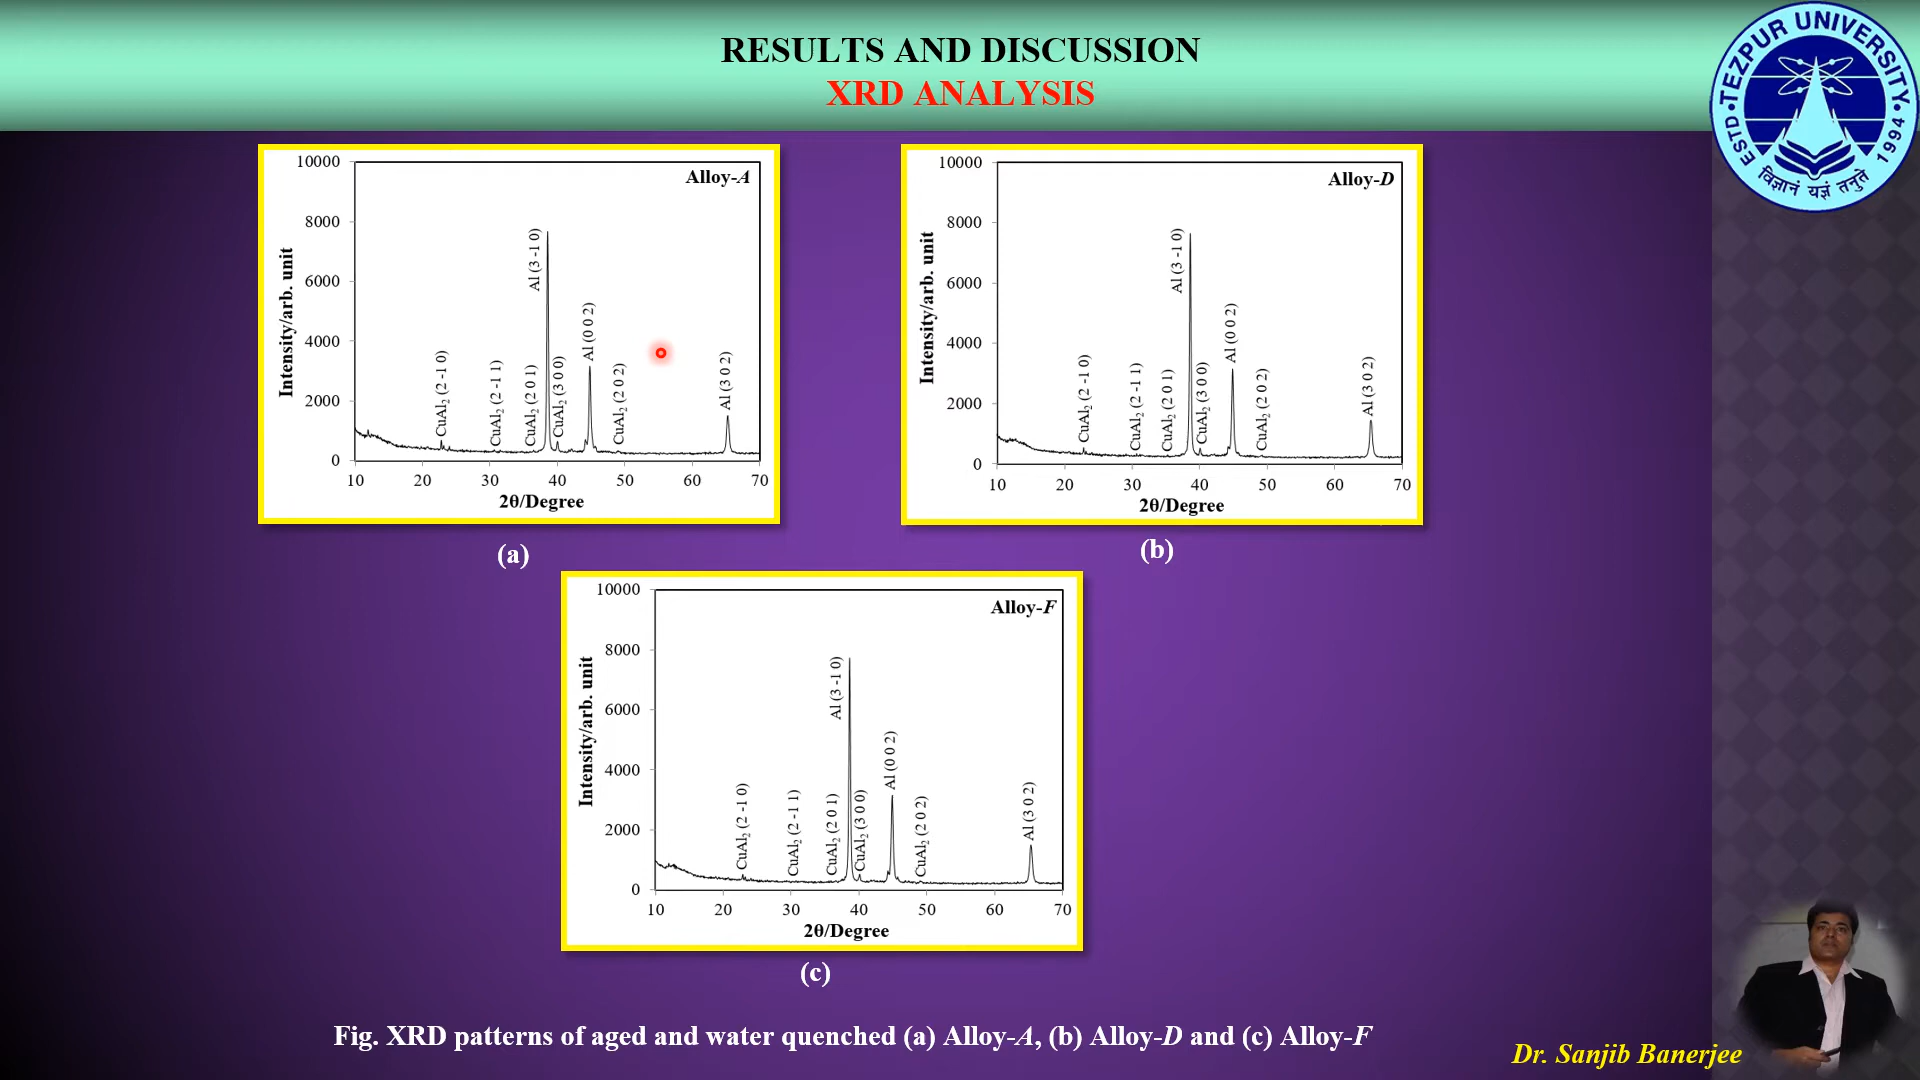 RESULTS AND DISCUSSION
XRD ANALYSIS
TEZPUR UNIVERSITY
ESTD
1994
विज्ञानं यज्ञं तनुते
Alloy-A
Intensity/arb. unit
10000
8000
6000
4000
2000
0
CuAl₂ (2 -1 0)
CuAl₂ (2 -1 1)
CuAl₂ (2 0 1)
Al (3 -1 0)
CuAl₂ (3 0 0)
Al (0 0 2)
CuAl₂ (2 0 2)
Al (3 0 2)
10 20 30 40 50 60 70
2θ/Degree
(a)
Alloy-D
Intensity/arb. unit
10000
8000
6000
4000
2000
0
CuAl₂ (2 -1 0)
CuAl₂ (2 -1 1)
CuAl₂ (2 0 1)
Al (3 -1 0)
CuAl₂ (3 0 0)
Al (0 0 2)
CuAl₂ (2 0 2)
Al (3 0 2)
10 20 30 40 50 60 70
2θ/Degree
(b)
Alloy-F
Intensity/arb. unit
10000
8000
6000
4000
2000
0
CuAl₂ (2 -1 0)
CuAl₂ (2 -1 1)
CuAl₂ (2 0 1)
Al (3 -1 0)
CuAl₂ (3 0 0)
Al (0 0 2)
CuAl₂ (2 0 2)
Al (3 0 2)
10 20 30 40 50 60 70
2θ/Degree
(c)
Fig. XRD patterns of aged and water quenched (a) Alloy-A, (b) Alloy-D and (c) Alloy-F
Dr. Sanjib Banerjee